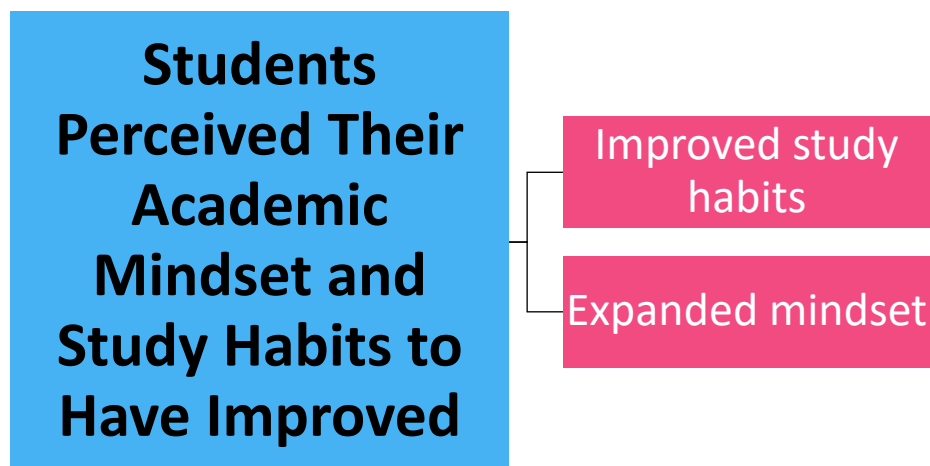 Students
Perceived Their
Academic
Mindset and
Study Habits to
Have Improved
Improved study
habits
Expanded mindset